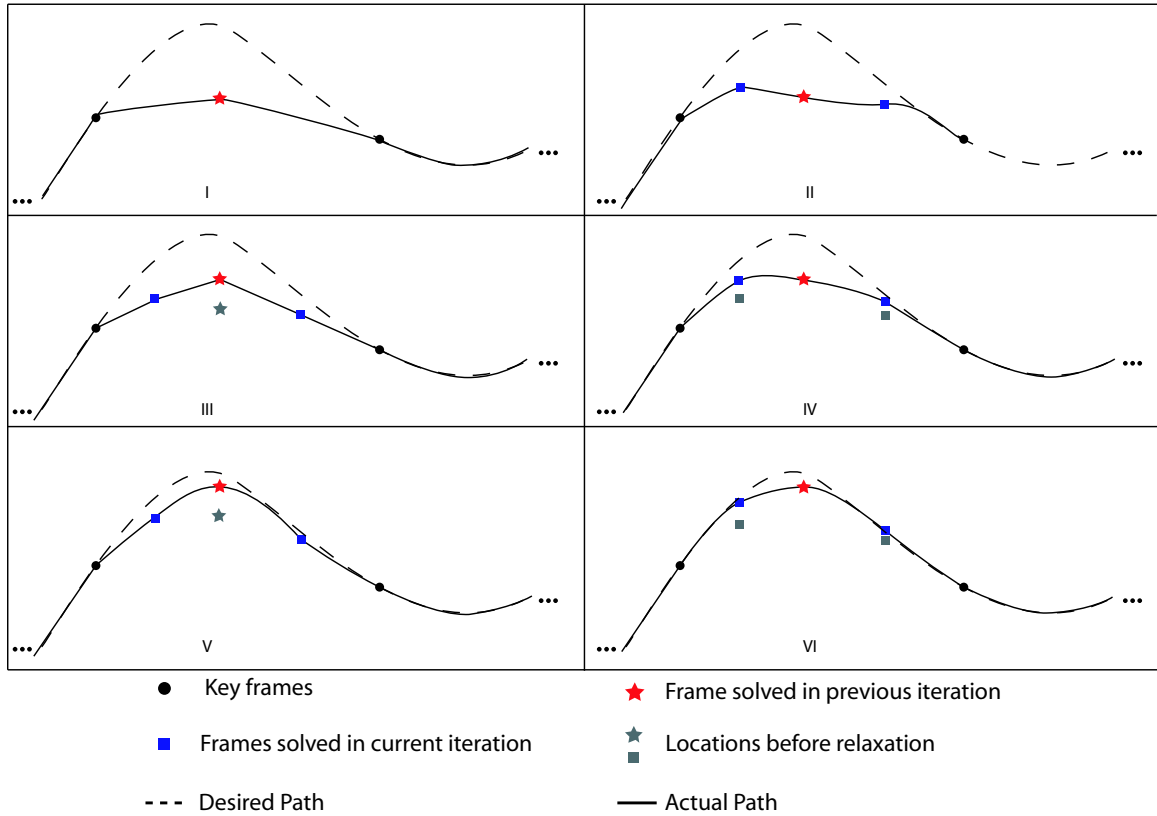 ...
...
I
...
...
II
...
...
III
...
...
IV
...
...
V
...
...
VI
Key frames
Frame solved in previous iteration
Frames solved in current iteration
Locations before relaxation
Desired Path
Actual Path